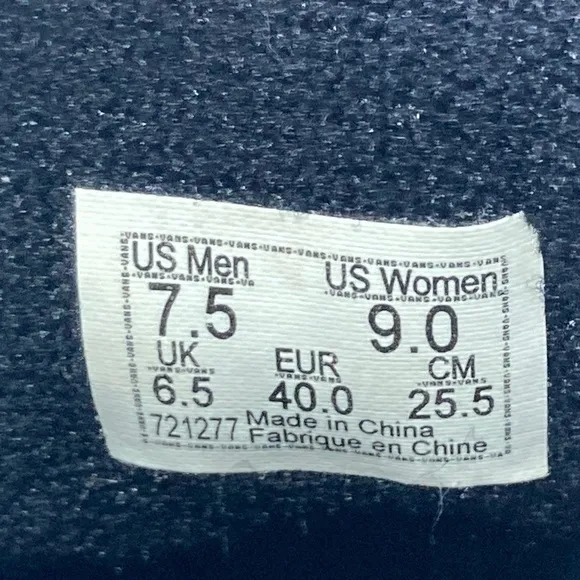 US Men US Women
7.5 9.0
UK EUR CM
6.5 40.0 25.5
721277 Made in China
Fabrique en Chine